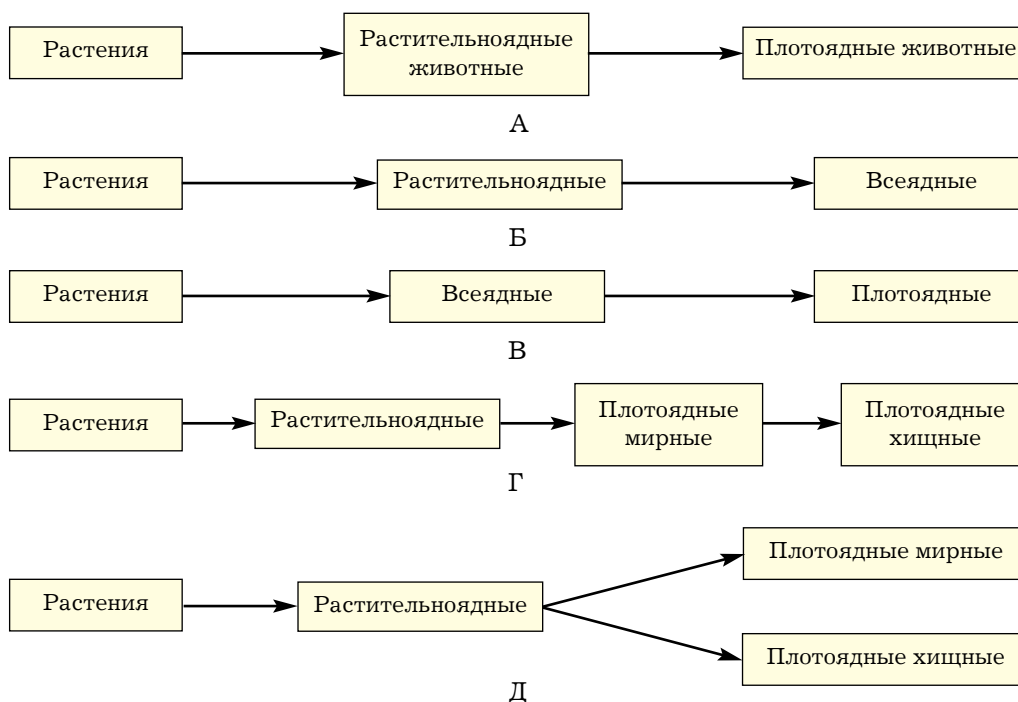 Растения
Растительноядные
животные
Плотоядные животные
А
Растения
Растительноядные
Всеядные
Б
Растения
Всеядные
Плотоядные
В
Растения
Растительноядные
Плотоядные
мирные
Плотоядные
хищные
Г
Растения
Растительноядные
Плотоядные мирные
Плотоядные хищные
Д